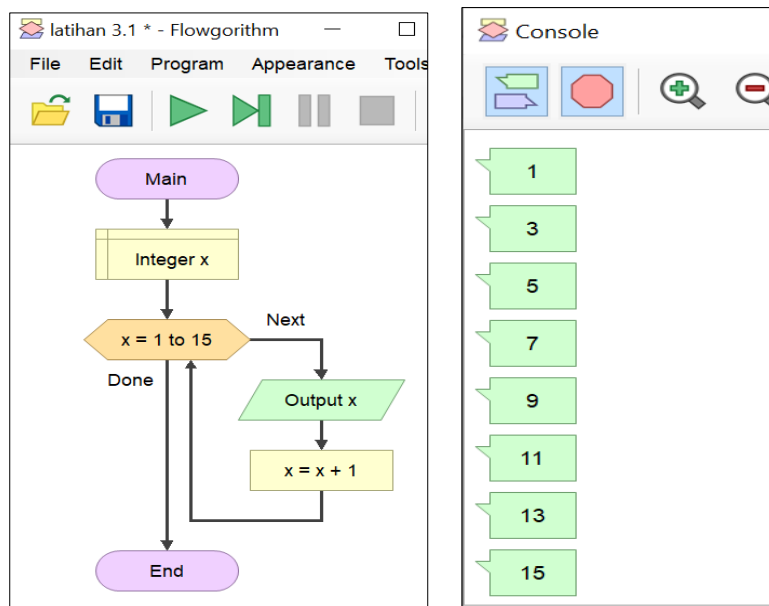 latihan 3.1 * - Flowgorithm
File Edit Program Appearance Tools
Main
Integer x
x = 1 to 15
Next
Done
Output x
x = x + 1
End
Console
1
3
5
7
9
11
13
15